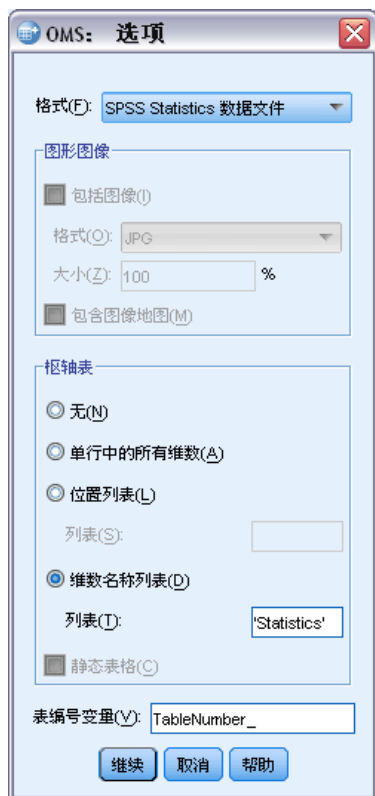 OMS： 选项
格式(F): SPSS Statistics 数据文件
图形图像
包括图像(I)
格式(O): JPG
大小(Z): 100 %
包含图像地图(M)
枢轴表
无(N)
单行中的所有维数(A)
位置列表(L)
列表(S):
维数名称列表(D)
列表(T): 'Statistics'
静态表格(C)
表编号变量(V): TableNumber_
继续 取消 帮助